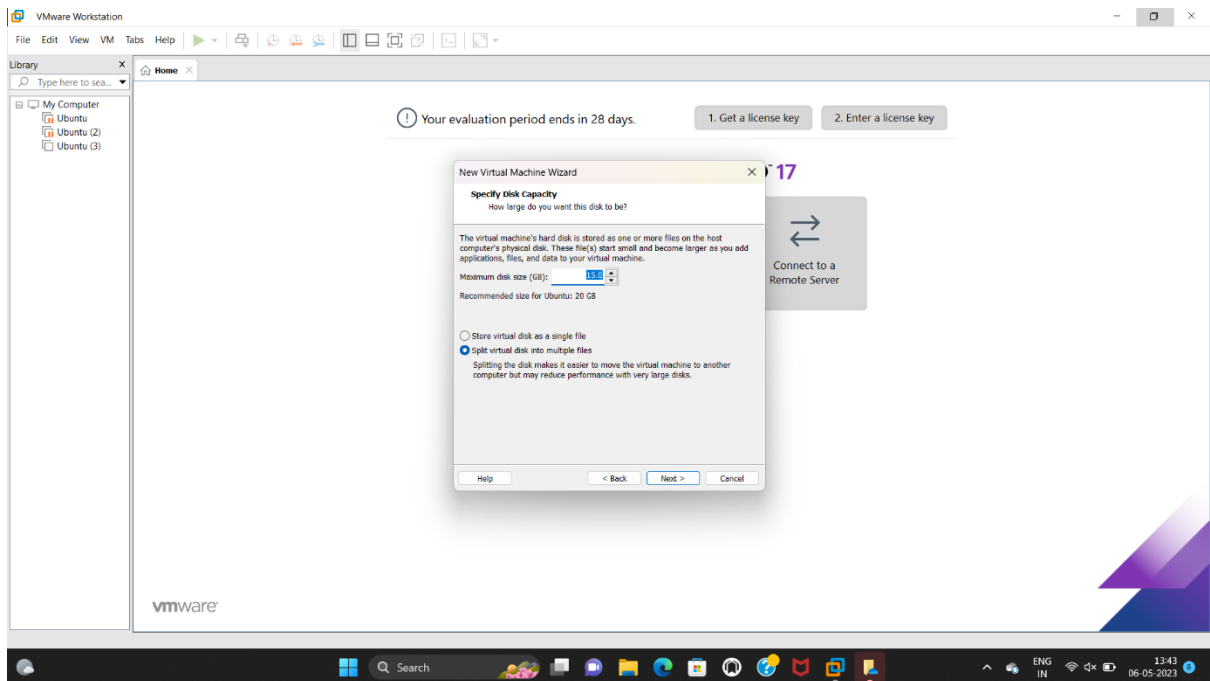 VMware Workstation
File Edit View VM Tabs Help
Library X
Home
Type here to sea...
My Computer
Ubuntu
Ubuntu (2)
Ubuntu (3)
Your evaluation period ends in 28 days.
1. Get a license key
2. Enter a license key
17
New Virtual Machine Wizard
Specify Disk Capacity
How large do you want this disk to be?
The virtual machine's hard disk is stored as one or more files on the host
computer's physical disk. These file(s) start small and become larger as you add
applications, files, and data to your virtual machine.
Maximum disk size (GB): 15.0
Recommended size for Ubuntu: 20 GB
Store virtual disk as a single file
Split virtual disk into multiple files
Splitting the disk makes it easier to move the virtual machine to another
computer but may reduce performance with very large disks.
Help < Back Next > Cancel
Connect to a
Remote Server
vmware
Search
ENG
IN
13:43
06-05-2023
8